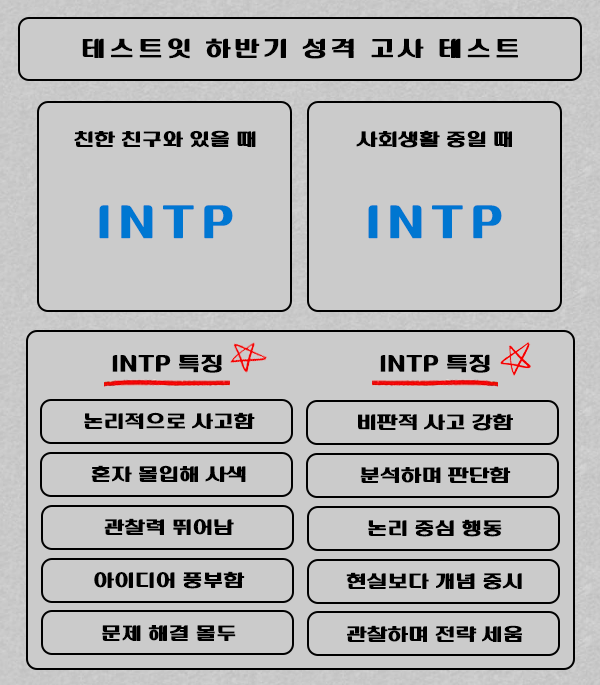 테스트잇 하반기 성격 고사 테스트
친한 친구와 있을 때
INTP
사회생활 중일 때
INTP
INTP 특징
논리적으로 사고함
혼자 몰입해 사색
관찰력 뛰어남
아이디어 풍부함
문제 해결 몰두
INTP 특징
비판적 사고 강함
분석하며 판단함
논리 중심 행동
현실보다 개념 중시
관찰하며 전략 세움